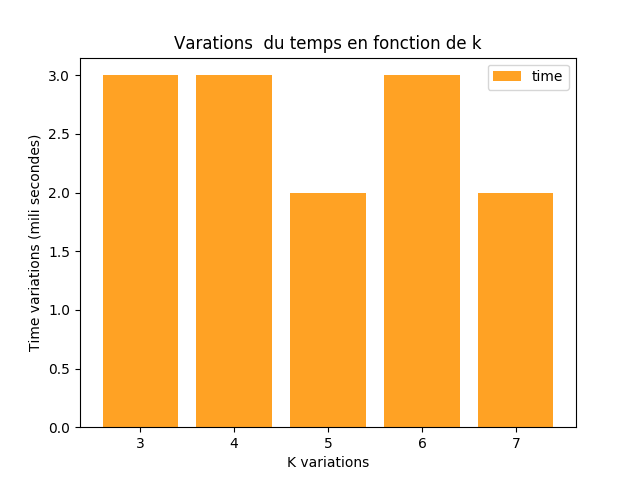 Varations  du temps en fonction de k
time
Time variations (mili secondes)
3.0
2.5
2.0
1.5
1.0
0.5
0.0
3 4 5 6 7
K variations